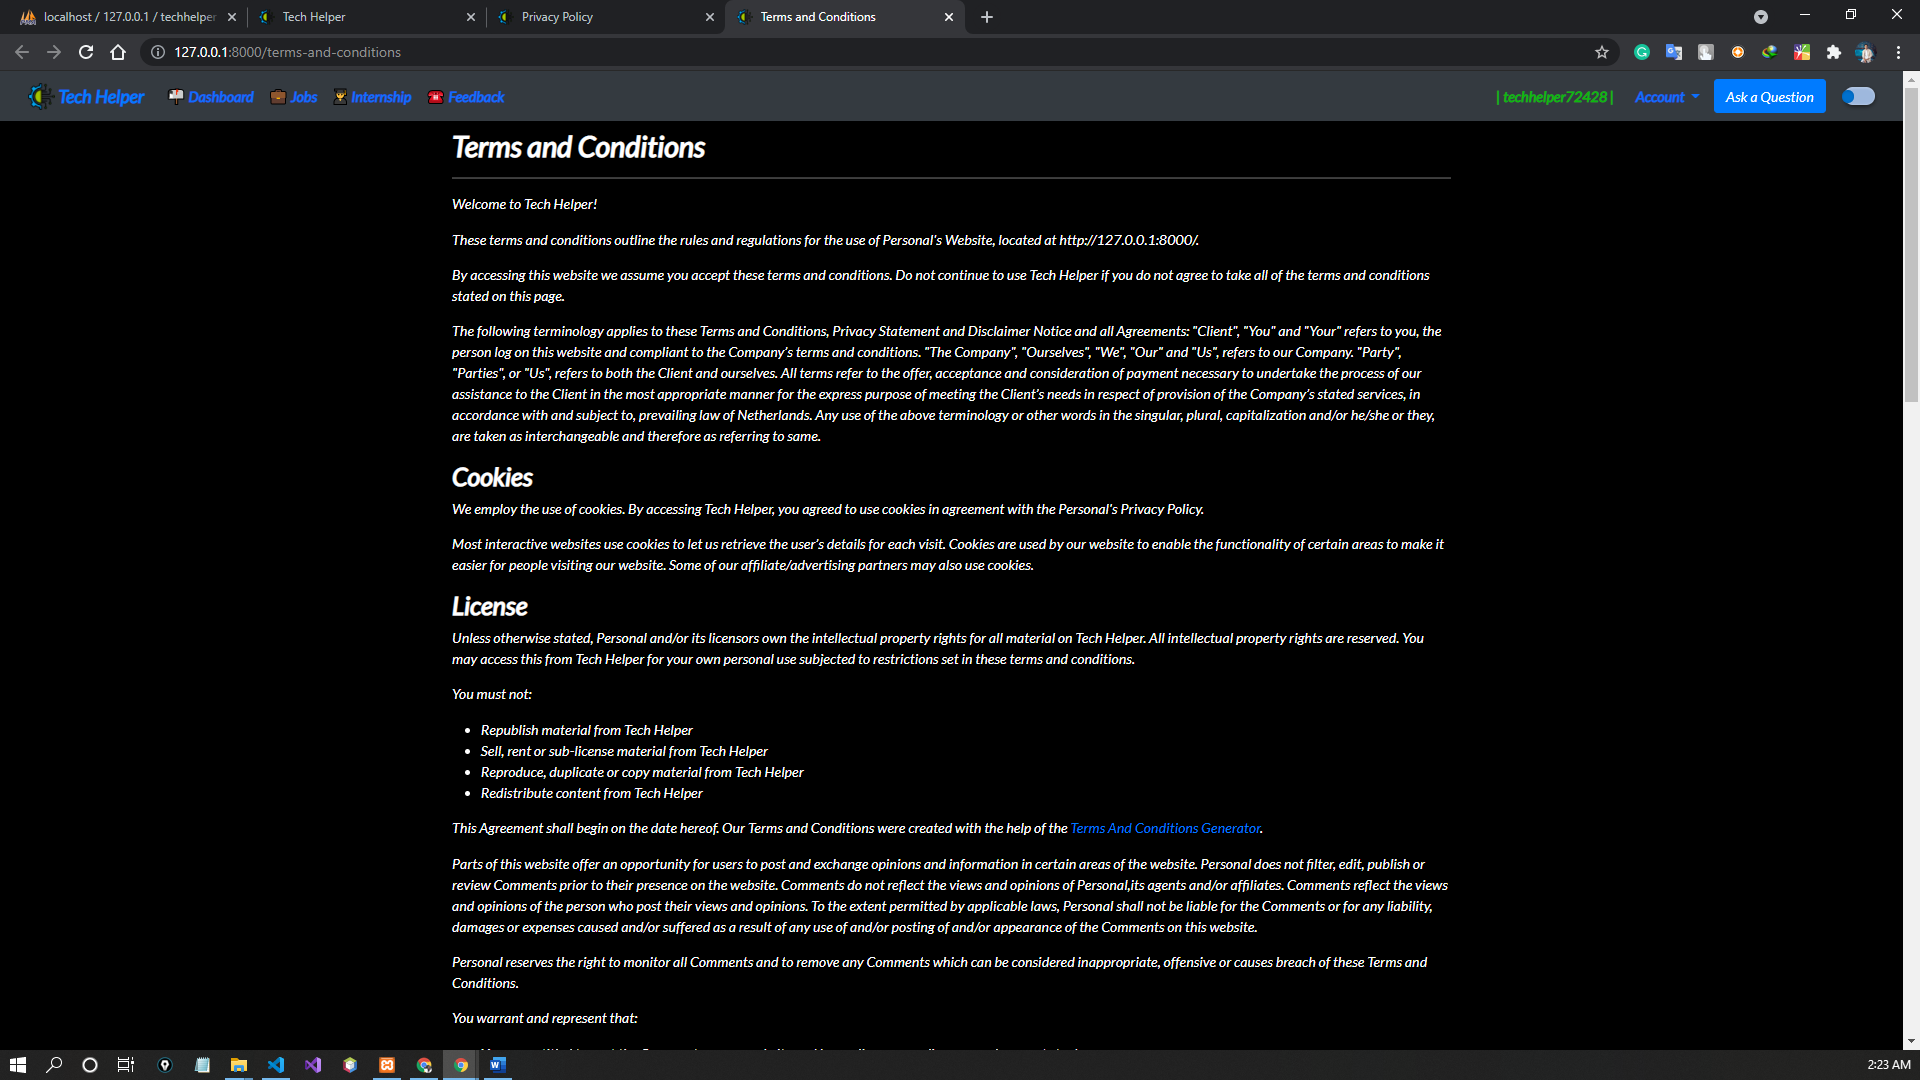 localhost / 127.0.0.1 / techhelper
Tech Helper
Privacy Policy
Terms and Conditions
127.0.0.1:8000/terms-and-conditions
Tech Helper
Dashboard
Jobs
Internship
Feedback
| techhelper72428 |
Account
Ask a Question
Terms and Conditions
Welcome to Tech Helper!
These terms and conditions outline the rules and regulations for the use of Personal's Website, located at http://127.0.0.1:8000/.
By accessing this website we assume you accept these terms and conditions. Do not continue to use Tech Helper if you do not agree to take all of the terms and conditions
stated on this page.
The following terminology applies to these Terms and Conditions, Privacy Statement and Disclaimer Notice and all Agreements: "Client", "You" and "Your" refers to you, the
person log on this website and compliant to the Company's terms and conditions. "The Company", "Ourselves", "We", "Our" and "Us", refers to our Company. "Party",
"Parties", or "Us", refers to both the Client and ourselves. All terms refer to the offer, acceptance and consideration of payment necessary to undertake the process of our
assistance to the Client in the most appropriate manner for the express purpose of meeting the Client's needs in respect of provision of the Company's stated services, in
accordance with and subject to, prevailing law of Netherlands. Any use of the above terminology or other words in the singular, plural, capitalization and/or he/she or they,
are taken as interchangeable and therefore as referring to same.
Cookies
We employ the use of cookies. By accessing Tech Helper, you agreed to use cookies in agreement with the Personal's Privacy Policy.
Most interactive websites use cookies to let us retrieve the user's details for each visit. Cookies are used by our website to enable the functionality of certain areas to make it
easier for people visiting our website. Some of our affiliate/advertising partners may also use cookies.
License
Unless otherwise stated, Personal and/or its licensors own the intellectual property rights for all material on Tech Helper. All intellectual property rights are reserved. You
may access this from Tech Helper for your own personal use subjected to restrictions set in these terms and conditions.
You must not:
• Republish material from Tech Helper
• Sell, rent or sub-license material from Tech Helper
• Reproduce, duplicate or copy material from Tech Helper
• Redistribute content from Tech Helper
This Agreement shall begin on the date hereof. Our Terms and Conditions were created with the help of the Terms And Conditions Generator.
Parts of this website offer an opportunity for users to post and exchange opinions and information in certain areas of the website. Personal does not filter, edit, publish or
review Comments prior to their presence on the website. Comments do not reflect the views and opinions of Personal,its agents and/or affiliates. Comments reflect the views
and opinions of the person who post their views and opinions. To the extent permitted by applicable laws, Personal shall not be liable for the Comments or for any liability,
damages or expenses caused and/or suffered as a result of any use of and/or posting of and/or appearance of the Comments on this website.
Personal reserves the right to monitor all Comments and to remove any Comments which can be considered inappropriate, offensive or causes breach of these Terms and
Conditions.
You warrant and represent that:
2:23 AM